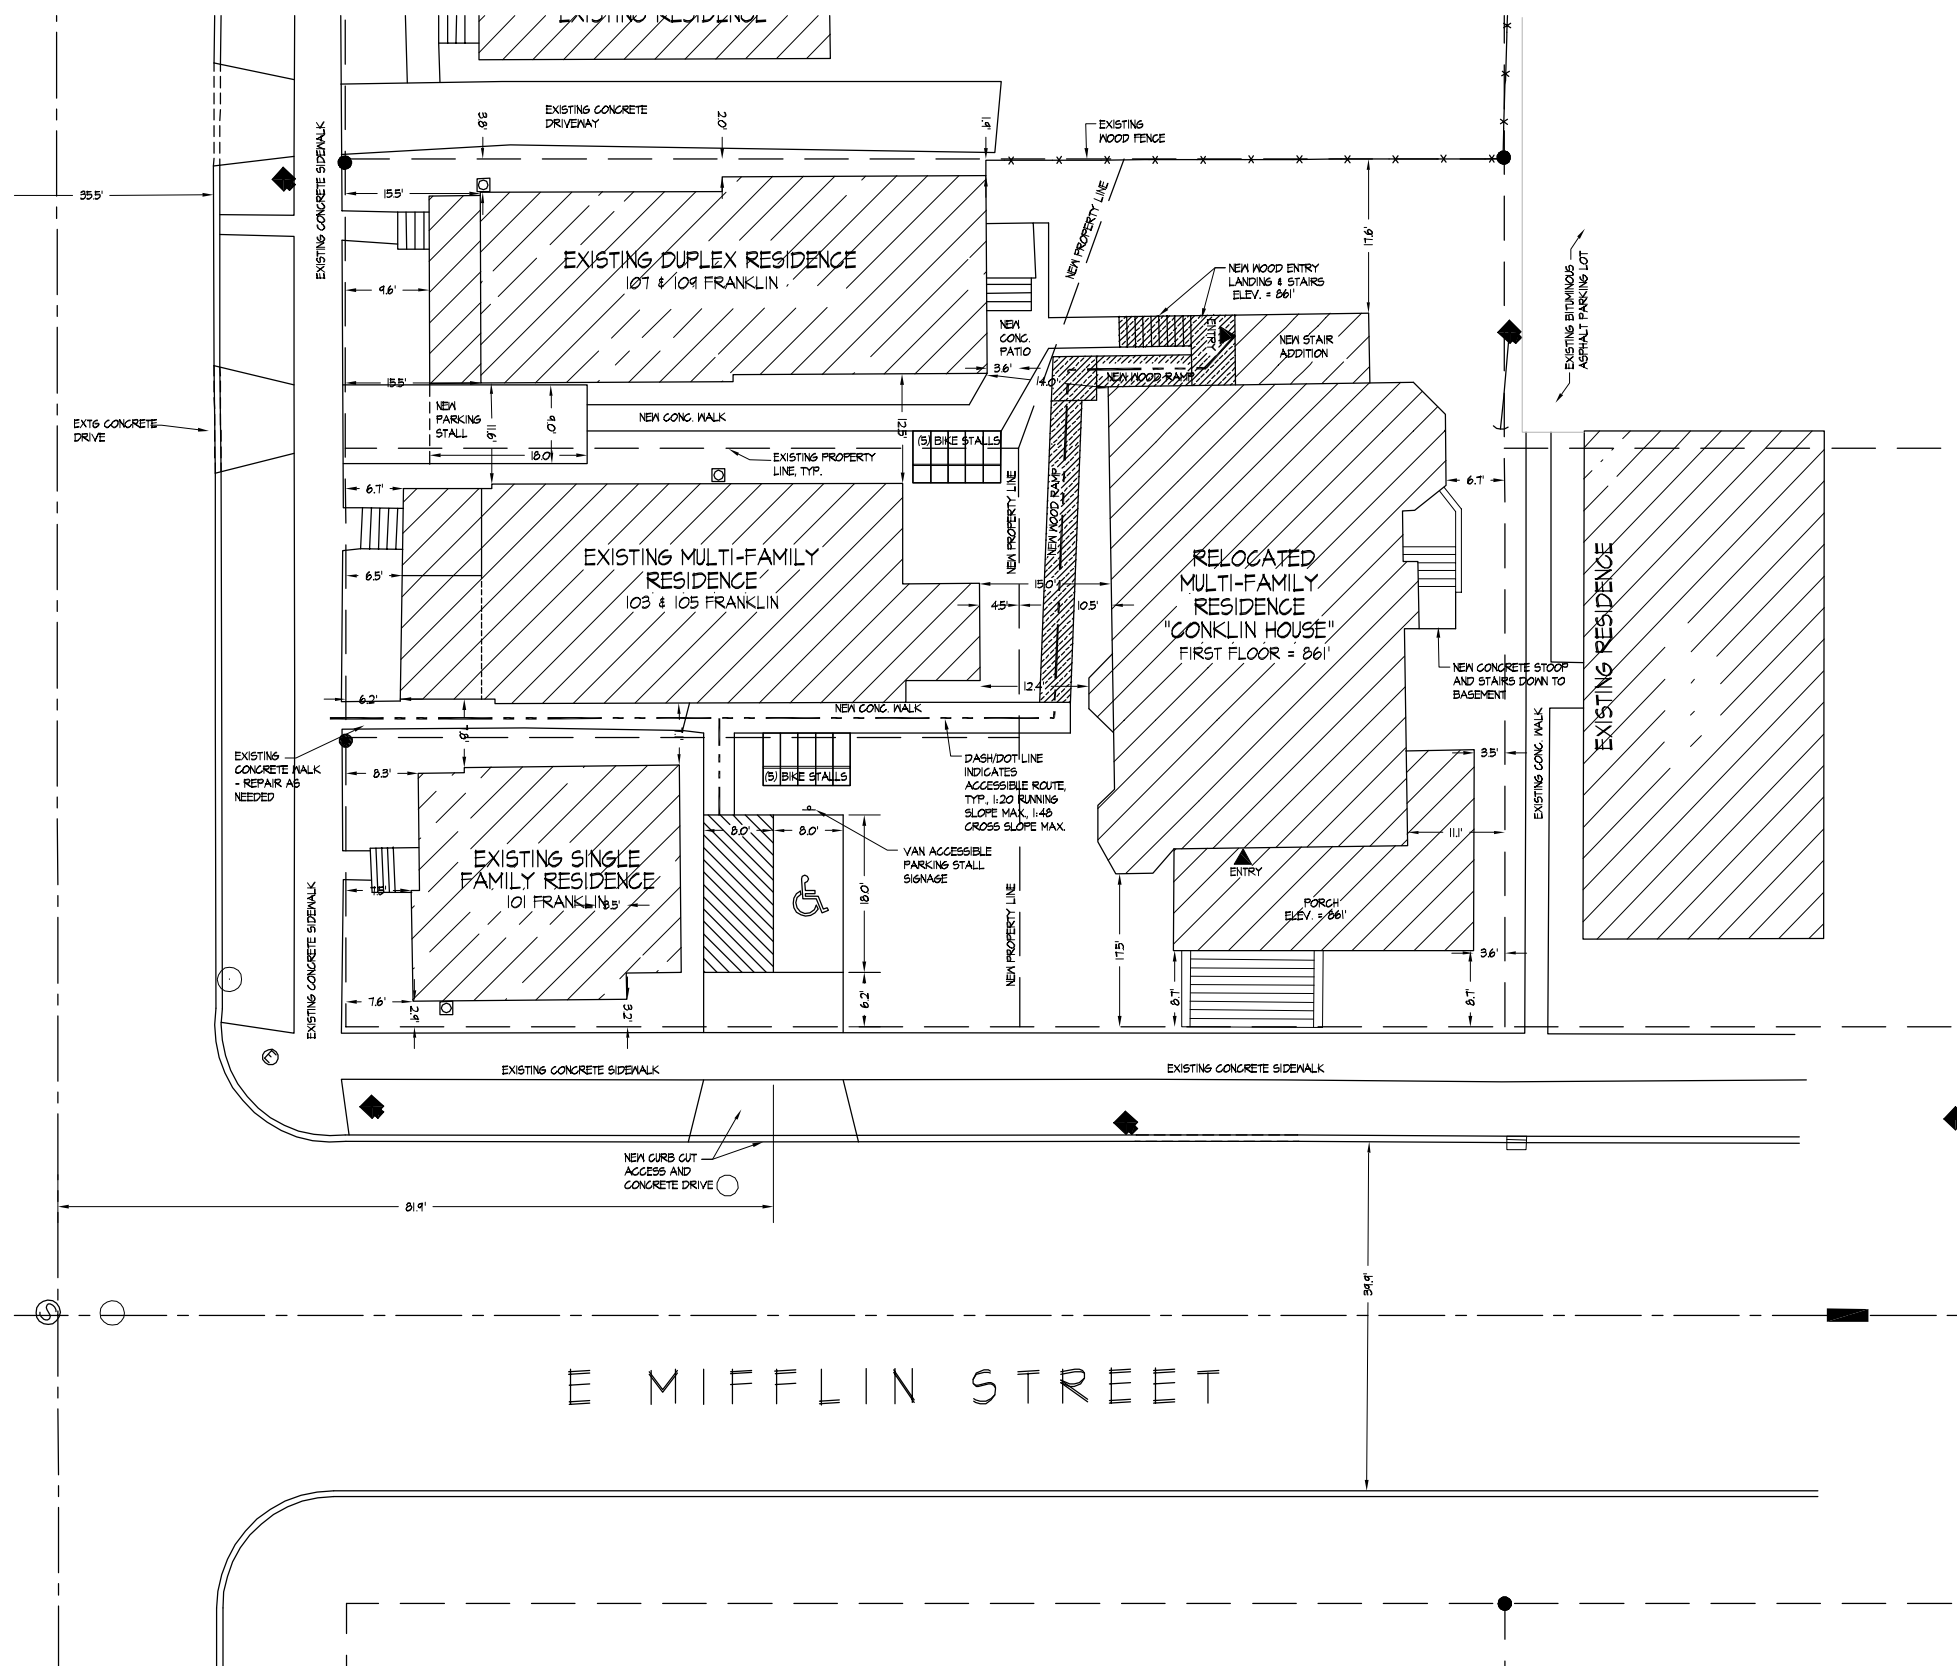 EXISTING RESIDENCE
EXISTING CONCRETE
DRIVEWAY
3.8'
2.0'
1.9'
EXISTING
WOOD FENCE
EXISTING CONCRETE SIDEWALK
35.5'
15.5'
NEW PROPERTY LINE
17.6'
EXISTING BITUMINOUS
ASPHALT PARKING LOT
EXISTING DUPLEX RESIDENCE
107 & 109 FRANKLIN
9.6'
NEW WOOD ENTRY
LANDING & STAIRS
ELEV. = 861'
NEW
CONC.
PATIO
ENTRY
NEW STAIR
ADDITION
3.6'
14.0'
NEW WOOD RAMP
15.5'
NEW
PARKING
STALL
11.6'
9.0'
18.0'
NEW CONC. WALK
12.5'
(5) BIKE STALLS
EXTG CONCRETE
DRIVE
EXISTING PROPERTY
LINE, TYP.
6.7'
6.7'
NEW PROPERTY LINE
NEW WOOD RAMP
EXISTING MULTI-FAMILY
RESIDENCE
103 & 105 FRANKLIN
6.5'
15.0'
4.5'
10.5'
RELOCATED
MULTI-FAMILY
RESIDENCE
"CONKLIN HOUSE"
FIRST FLOOR = 861'
EXISTING RESIDENCE
NEW CONCRETE STOOP
AND STAIRS DOWN TO
BASEMENT
12.4'
6.2'
NEW CONC. WALK
7.8'
EXISTING
CONCRETE WALK
- REPAIR AS
NEEDED
8.3'
(5) BIKE STALLS
DASH/DOT LINE
INDICATES
ACCESSIBLE ROUTE,
TYP., 1:20 RUNNING
SLOPE MAX., 1:48
CROSS SLOPE MAX.
3.5'
EXISTING CONC. WALK
8.0'
8.0'
11.1'
VAN ACCESSIBLE
PARKING STALL
SIGNAGE
EXISTING SINGLE
FAMILY RESIDENCE
101 FRANKLIN
7.5'
18.0'
ENTRY
PORCH
ELEV. = 861'
EXISTING CONCRETE SIDEWALK
NEW PROPERTY LINE
17.5'
3.6'
7.6'
2.9'
3.2'
6.2'
8.7'
8.7'
E
EXISTING CONCRETE SIDEWALK
EXISTING CONCRETE SIDEWALK
NEW CURB CUT
ACCESS AND
CONCRETE DRIVE
81.9'
39.9'
S
E MIFFLIN STREET